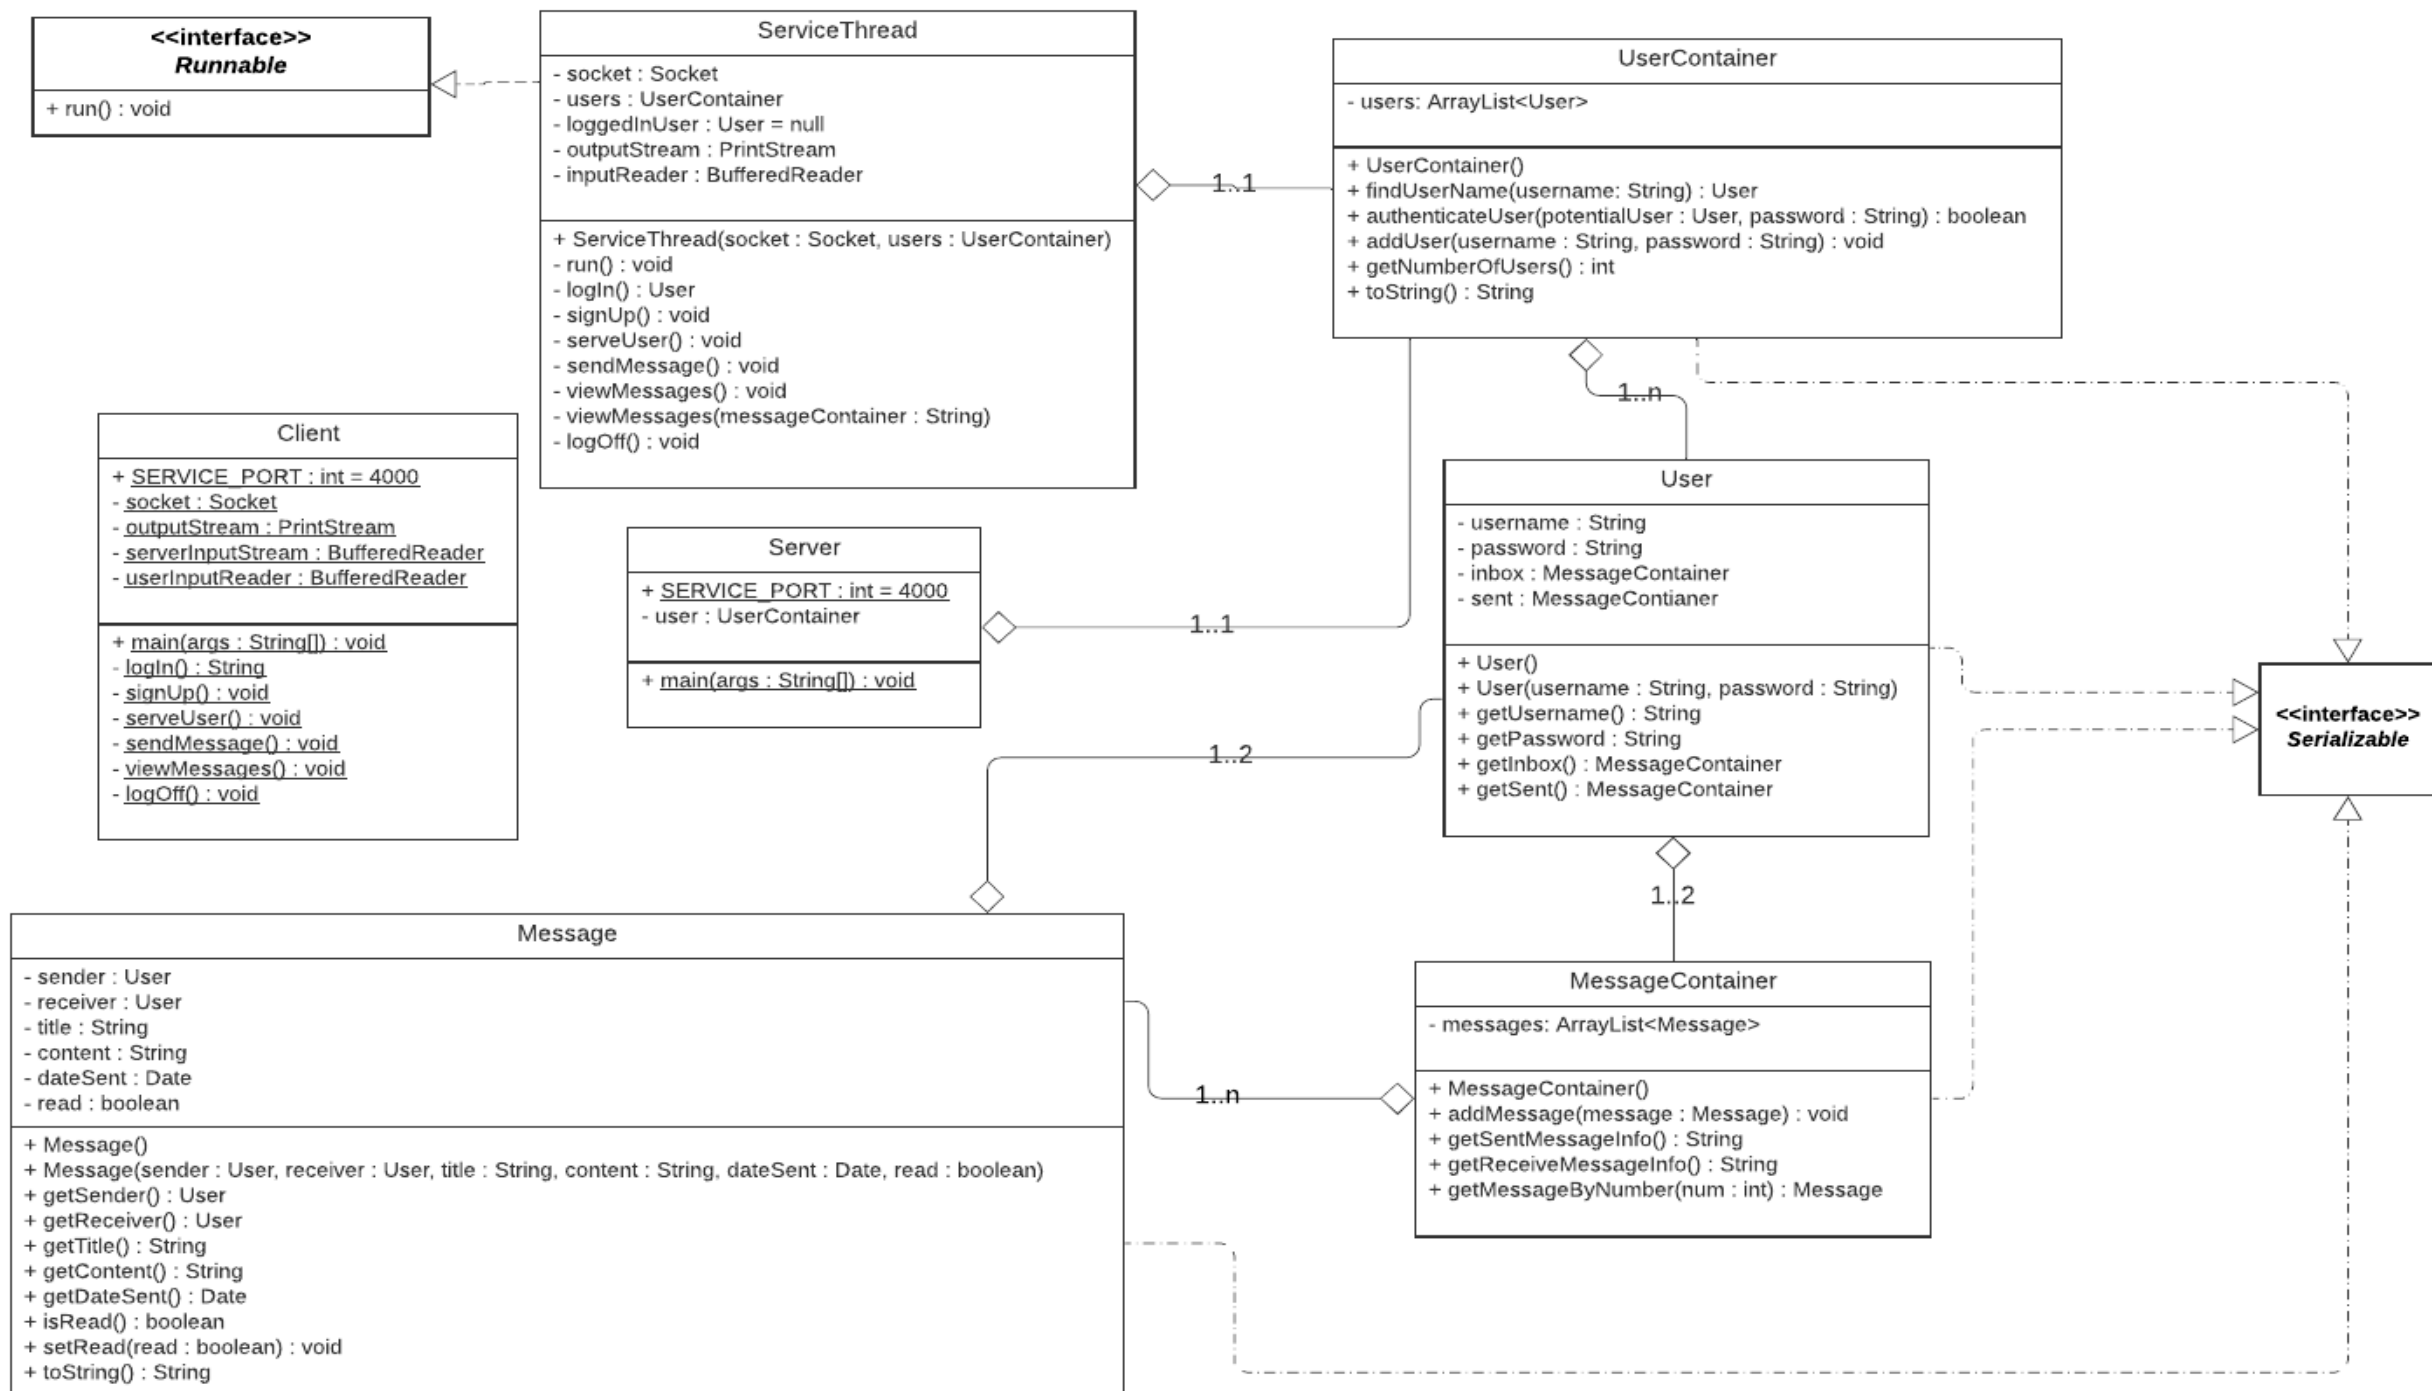 <<interface>>
Runnable
+ run() : void
ServiceThread
- socket : Socket
- users : UserContainer
- loggedInUser : User = null
- outputStream : PrintStream
- inputReader : BufferedReader
+ ServiceThread(socket : Socket, users : UserContainer)
- run() : void
- logIn() : User
- signUp() : void
- serveUser() : void
- sendMessage() : void
- viewMessages() : void
- viewMessages(messageContainer : String)
- logOff() : void
1..1
UserContainer
- users: ArrayList<User>
+ UserContainer()
+ findUserName(username: String) : User
+ authenticateUser(potentialUser : User, password : String) : boolean
+ addUser(username : String, password : String) : void
+ getNumberOfUsers() : int
+ toString() : String
1..n
Client
+ SERVICE_PORT : int = 4000
- socket : Socket
- outputStream : PrintStream
- serverInputStream : BufferedReader
- userInputReader : BufferedReader
+ main(args : String[]) : void
- logIn() : String
- signUp() : void
- serveUser() : void
- sendMessage() : void
- viewMessages() : void
- logOff() : void
Server
+ SERVICE_PORT : int = 4000
- user : UserContainer
+ main(args : String[]) : void
1..1
User
- username : String
- password : String
- inbox : MessageContainer
- sent : MessageContianer
+ User()
+ User(username : String, password : String)
+ getUsername() : String
+ getPassword : String
+ getInbox() : MessageContainer
+ getSent() : MessageContainer
<<interface>>
Serializable
1..2
1..2
Message
- sender : User
- receiver : User
- title : String
- content : String
- dateSent : Date
- read : boolean
+ Message()
+ Message(sender : User, receiver : User, title : String, content : String, dateSent : Date, read : boolean)
+ getSender() : User
+ getReceiver() : User
+ getTitle() : String
+ getContent() : String
+ getDateSent() : Date
+ isRead() : boolean
+ setRead(read : boolean) : void
+ toString() : String
1..n
MessageContainer
- messages: ArrayList<Message>
+ MessageContainer()
+ addMessage(message : Message) : void
+ getSentMessageInfo() : String
+ getReceiveMessageInfo() : String
+ getMessageByNumber(num : int) : Message